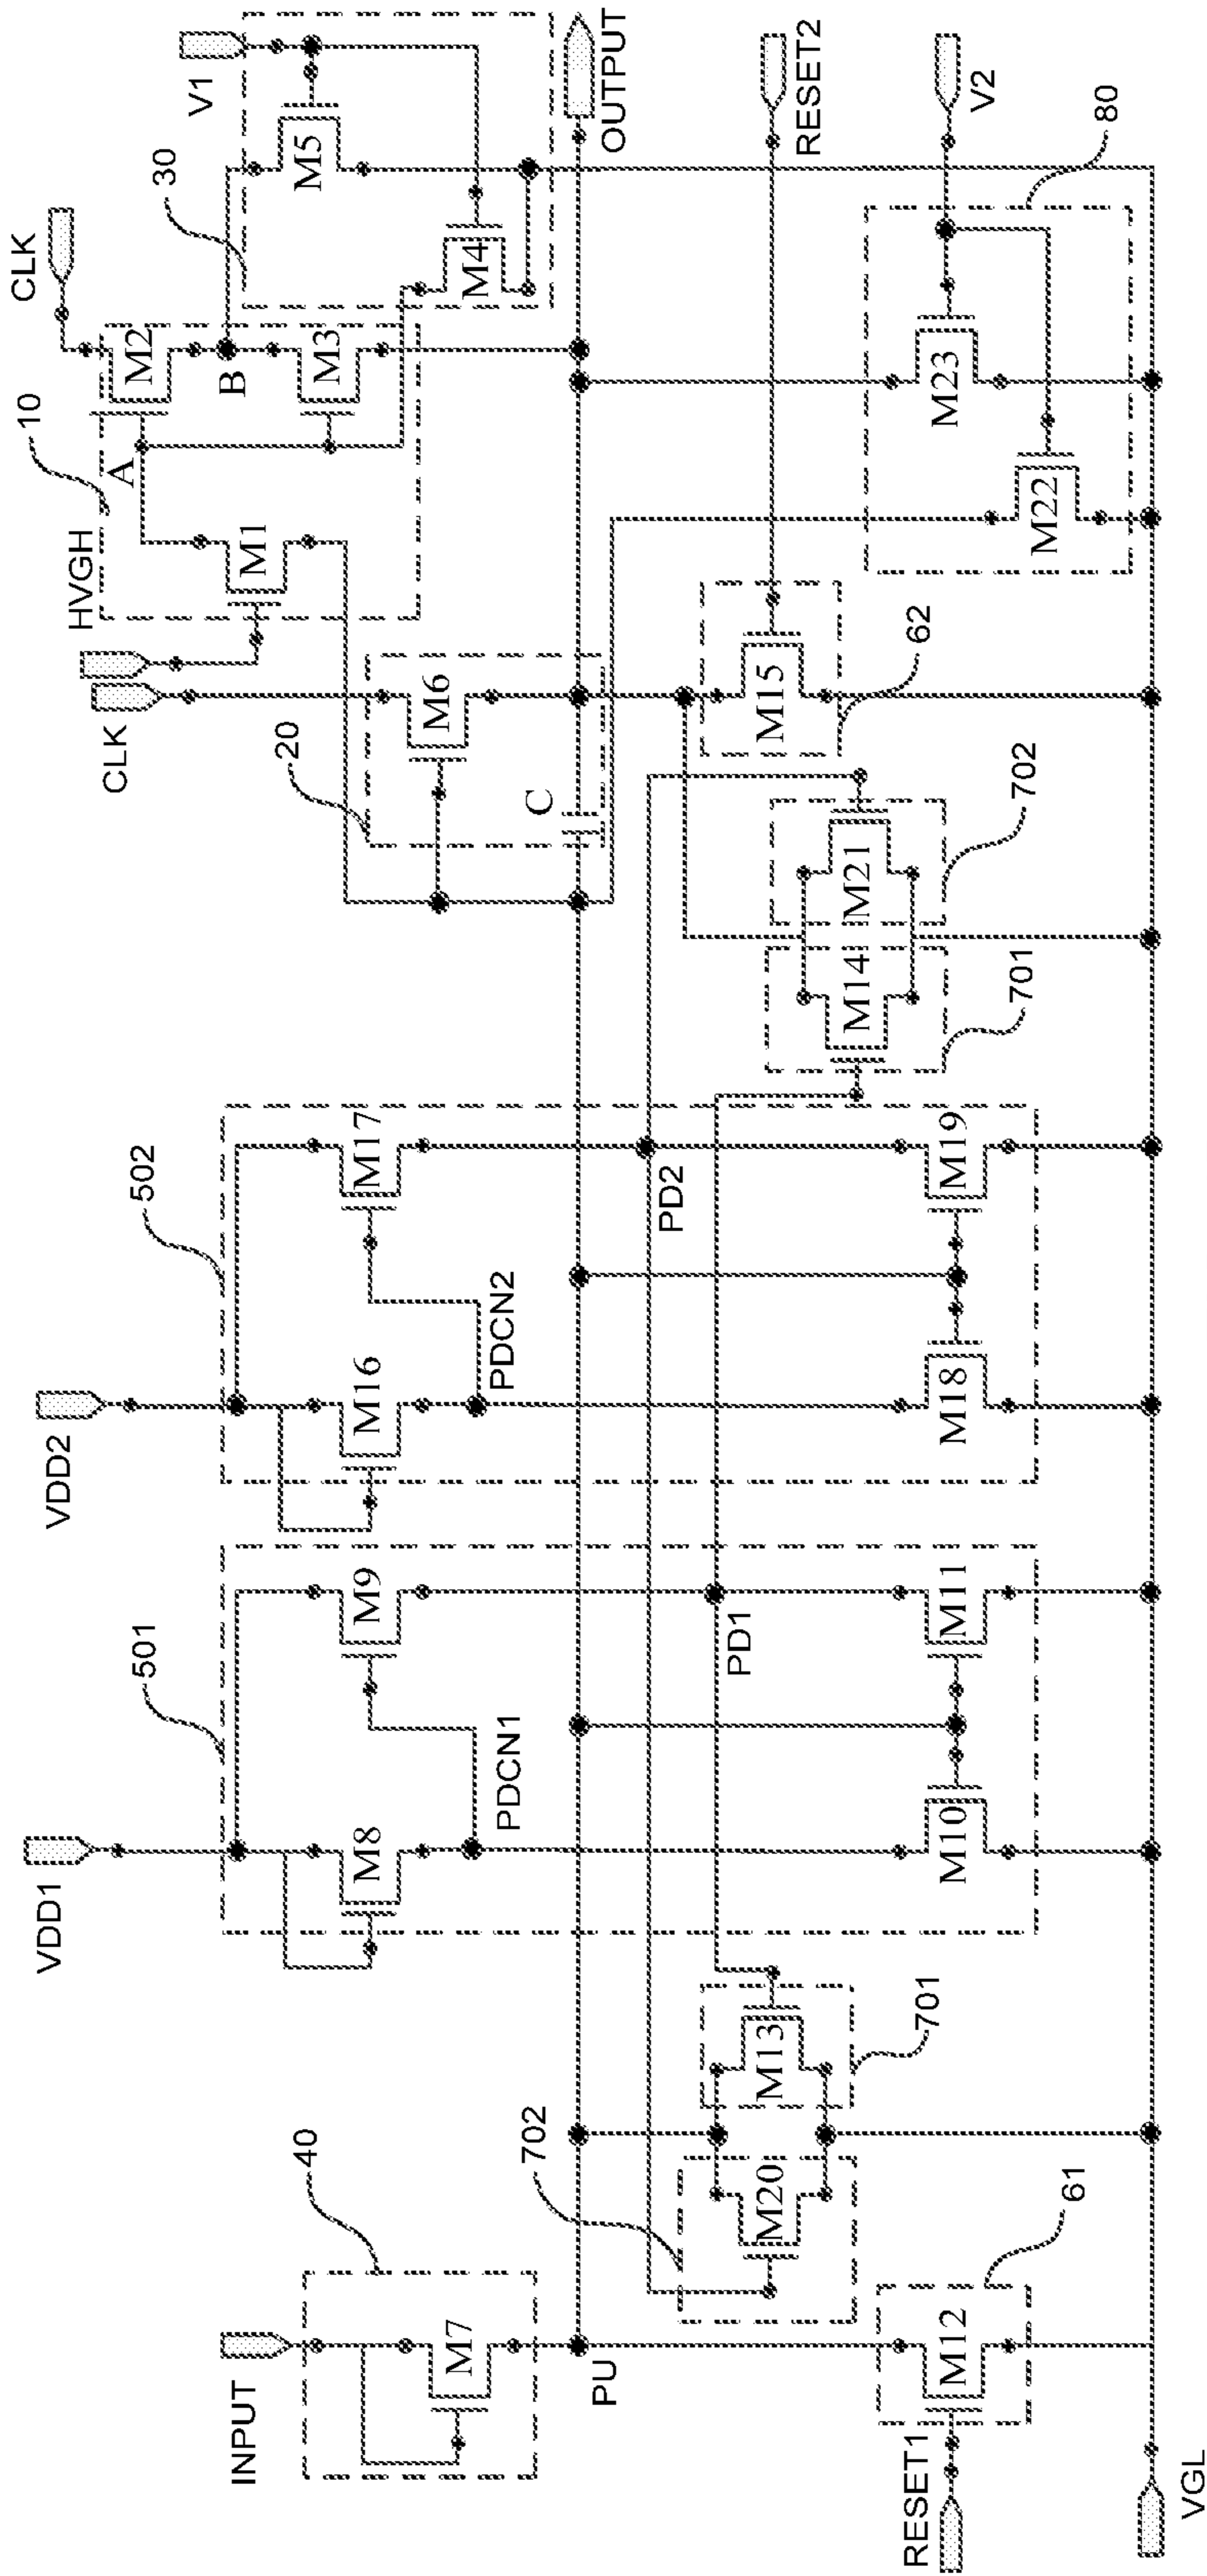 INPUT
40
M7
PU
702
M20
M13
701
RESET1
M12
61
VGL
VDD1
501
M8
M9
PDCN1
PD1
M10
M11
VDD2
502
M16
M17
PDCN2
PD2
M18
M19
CLK
20
M6
C
M14
M21
701
702
M15
62
HVGH
10
M1
A
CLK
M2
B
M3
30
M4
M5
V1
OUTPUT
RESET2
V2
M22
M23
80